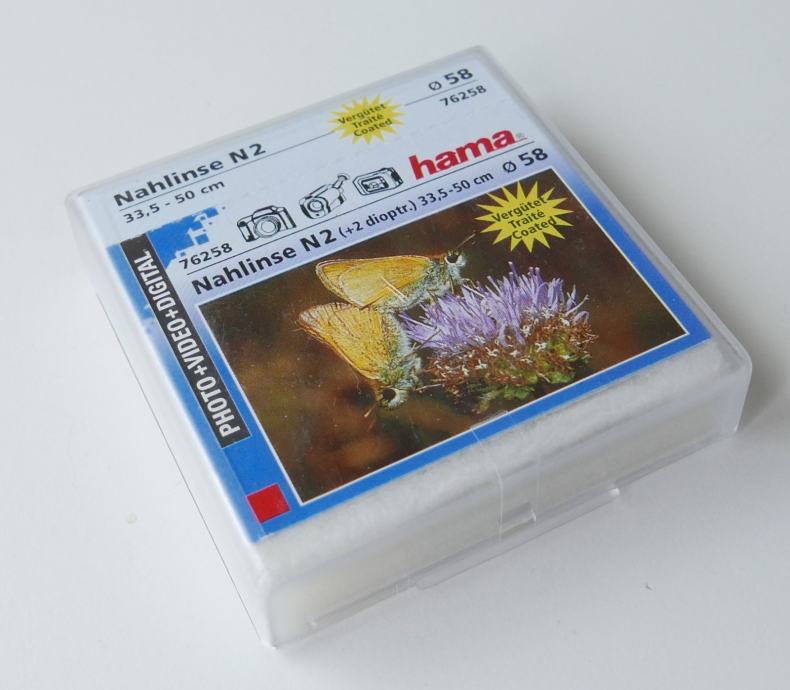 Ø 58
Vergütet
Traité
Coated
76258
Nahlinse N2
33,5 - 50 cm
hama®
76258
Nahlinse N2 (+2 dioptr.) 33,5-50 cm Ø 58
Vergütet
Traité
Coated
PHOTO+VIDEO+DIGITAL